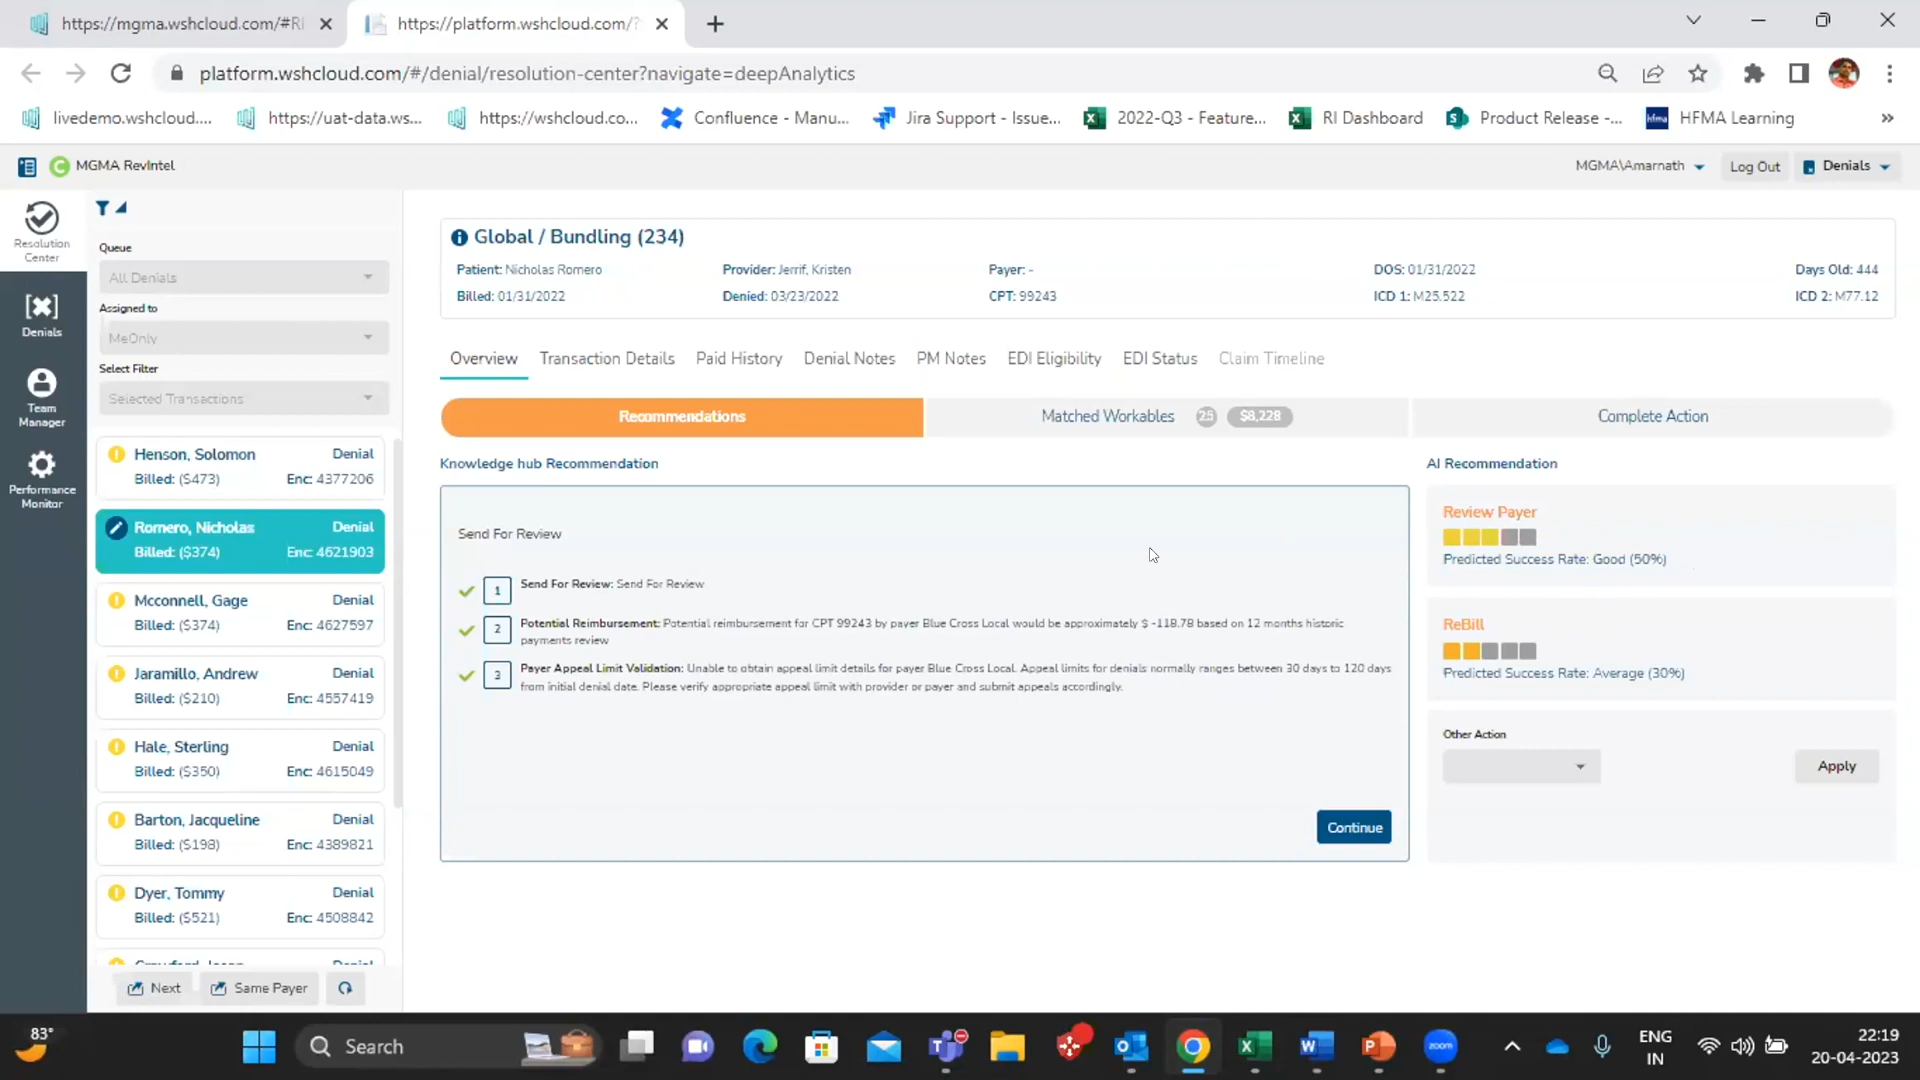 https://mgma.wshcloud.com/#RI
https://platform.wshcloud.com/?
platform.wshcloud.com/#/denial/resolution-center?navigate=deepAnalytics
livedemo.wshcloud....
https://uat-data.ws...
https://wshcloud.co...
Confluence - Manu...
Jira Support - Issue...
2022-Q3 - Feature...
RI Dashboard
Product Release -...
hfma
HFMA Learning
MGMA RevIntel
MGMA\Amarnath
Log Out
Denials
Resolution
Center
Denials
Team
Manager
Performance
Monitor
Queue
All Denials
Assigned to
MeOnly
Select Filter
Selected Transactions
Henson, Solomon Denial
Billed: ($473) Enc: 4377206
Romero, Nicholas Denial
Billed: ($374) Enc: 4621903
Mcconnell, Gage Denial
Billed: ($374) Enc: 4627597
Jaramillo, Andrew Denial
Billed: ($210) Enc: 4557419
Hale, Sterling Denial
Billed: ($350) Enc: 4615049
Barton, Jacqueline Denial
Billed: ($198) Enc: 4389821
Dyer, Tommy Denial
Billed: ($521) Enc: 4508842
Next
Same Payer
Global / Bundling (234)
Patient: Nicholas Romero Provider: Jerrif, Kristen Payer: - DOS: 01/31/2022 Days Old: 444
Billed: 01/31/2022 Denied: 03/23/2022 CPT: 99243 ICD 1: M25.522 ICD 2: M77.12
Overview Transaction Details Paid History Denial Notes PM Notes EDI Eligibility EDI Status Claim Timeline
Recommendations Matched Workables 25 $8,228 Complete Action
Knowledge hub Recommendation
Send For Review
1 Send For Review: Send For Review
2 Potential Reimbursement: Potential reimbursement for CPT 99243 by payer Blue Cross Local would be approximately $ -118.78 based on 12 months historic
payments review
3 Payer Appeal Limit Validation: Unable to obtain appeal limit details for payer Blue Cross Local. Appeal limits for denials normally ranges between 30 days to 120 days
from initial denial date. Please verify appropriate appeal limit with provider or payer and submit appeals accordingly.
Continue
AI Recommendation
Review Payer
Predicted Success Rate: Good (50%)
ReBill
Predicted Success Rate: Average (30%)
Other Action
Apply
83°
Search
zoom
ENG
IN
22:19
20-04-2023